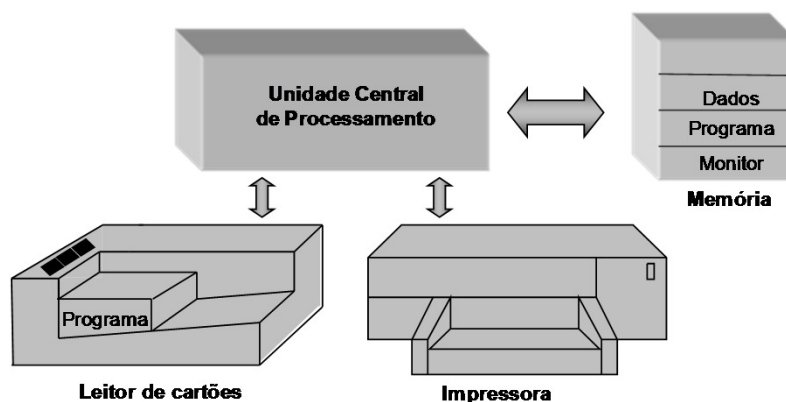 Unidade Central
de Processamento
Dados
Programa
Monitor
Memória
Programa
Leitor de cartões
Impressora